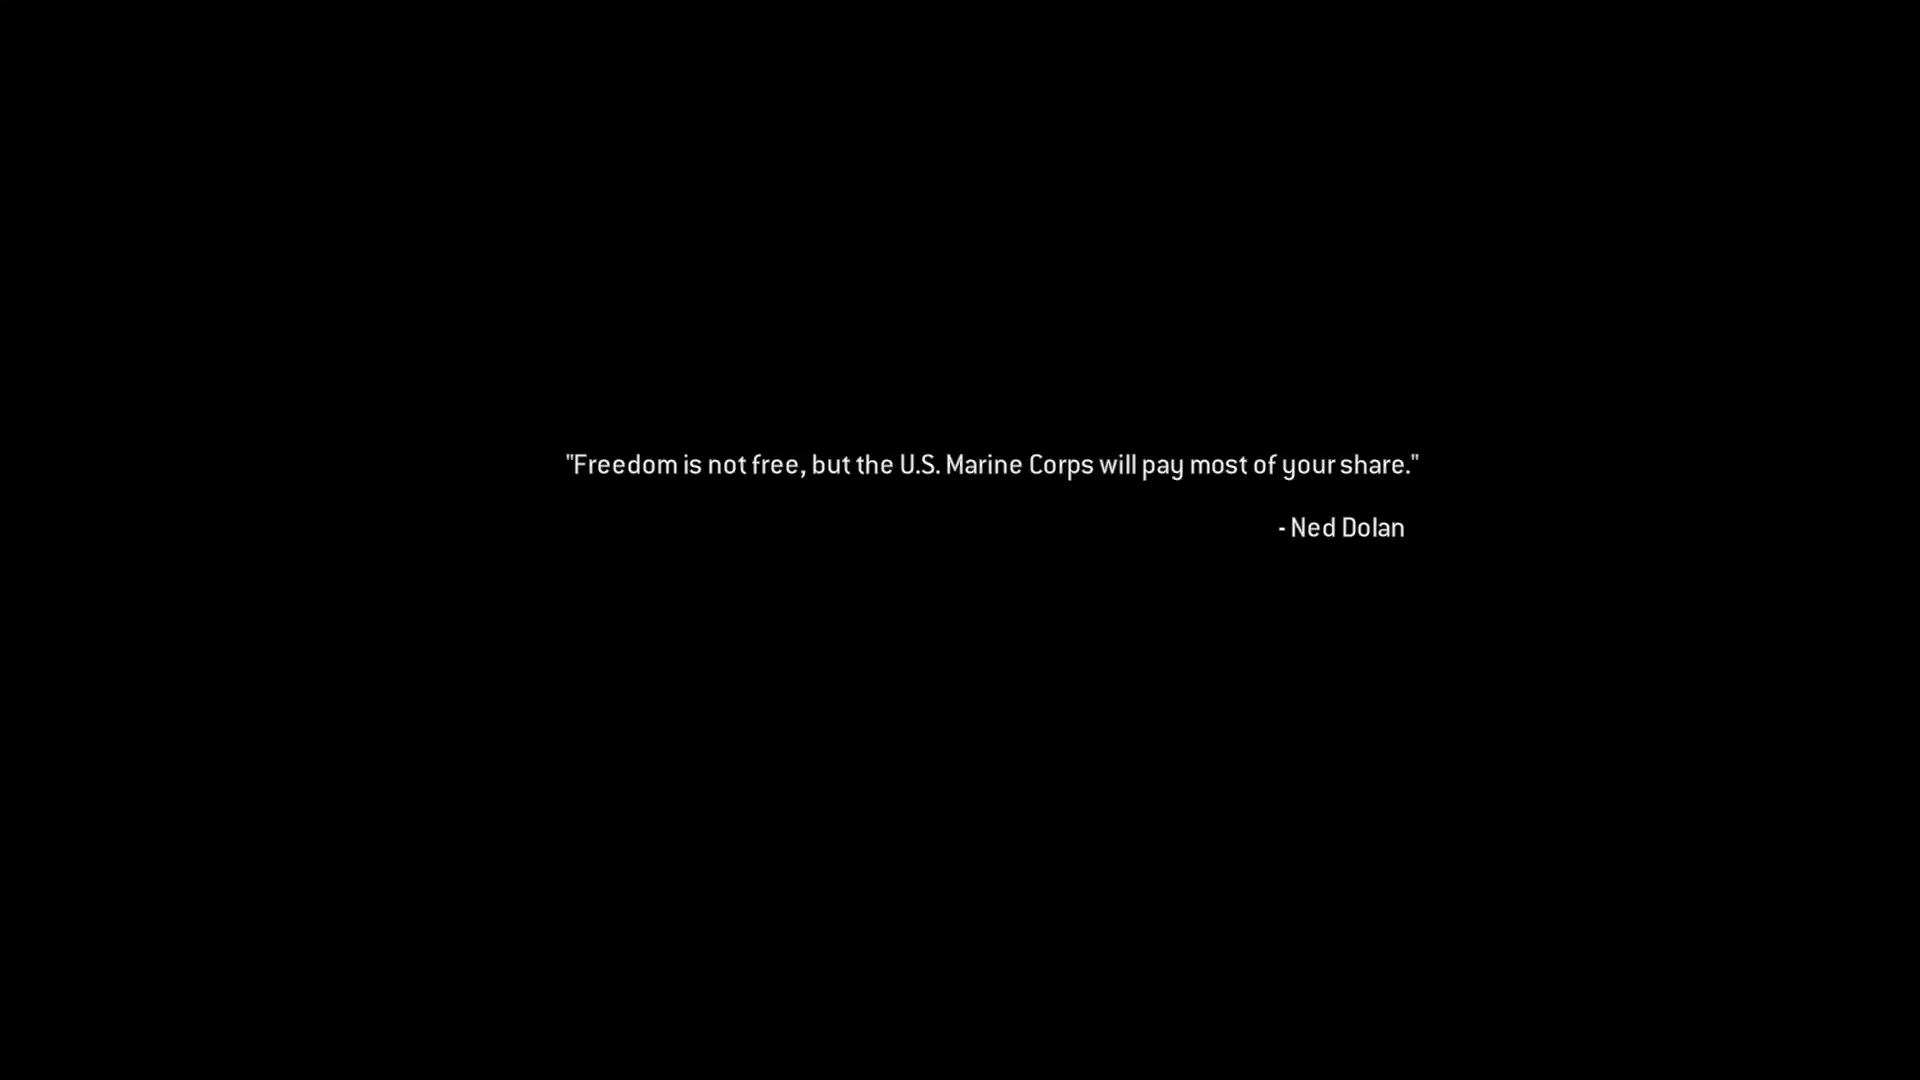 "Freedom is not free, but the U.S. Marine Corps will pay most of your share."
- Ned Dolan